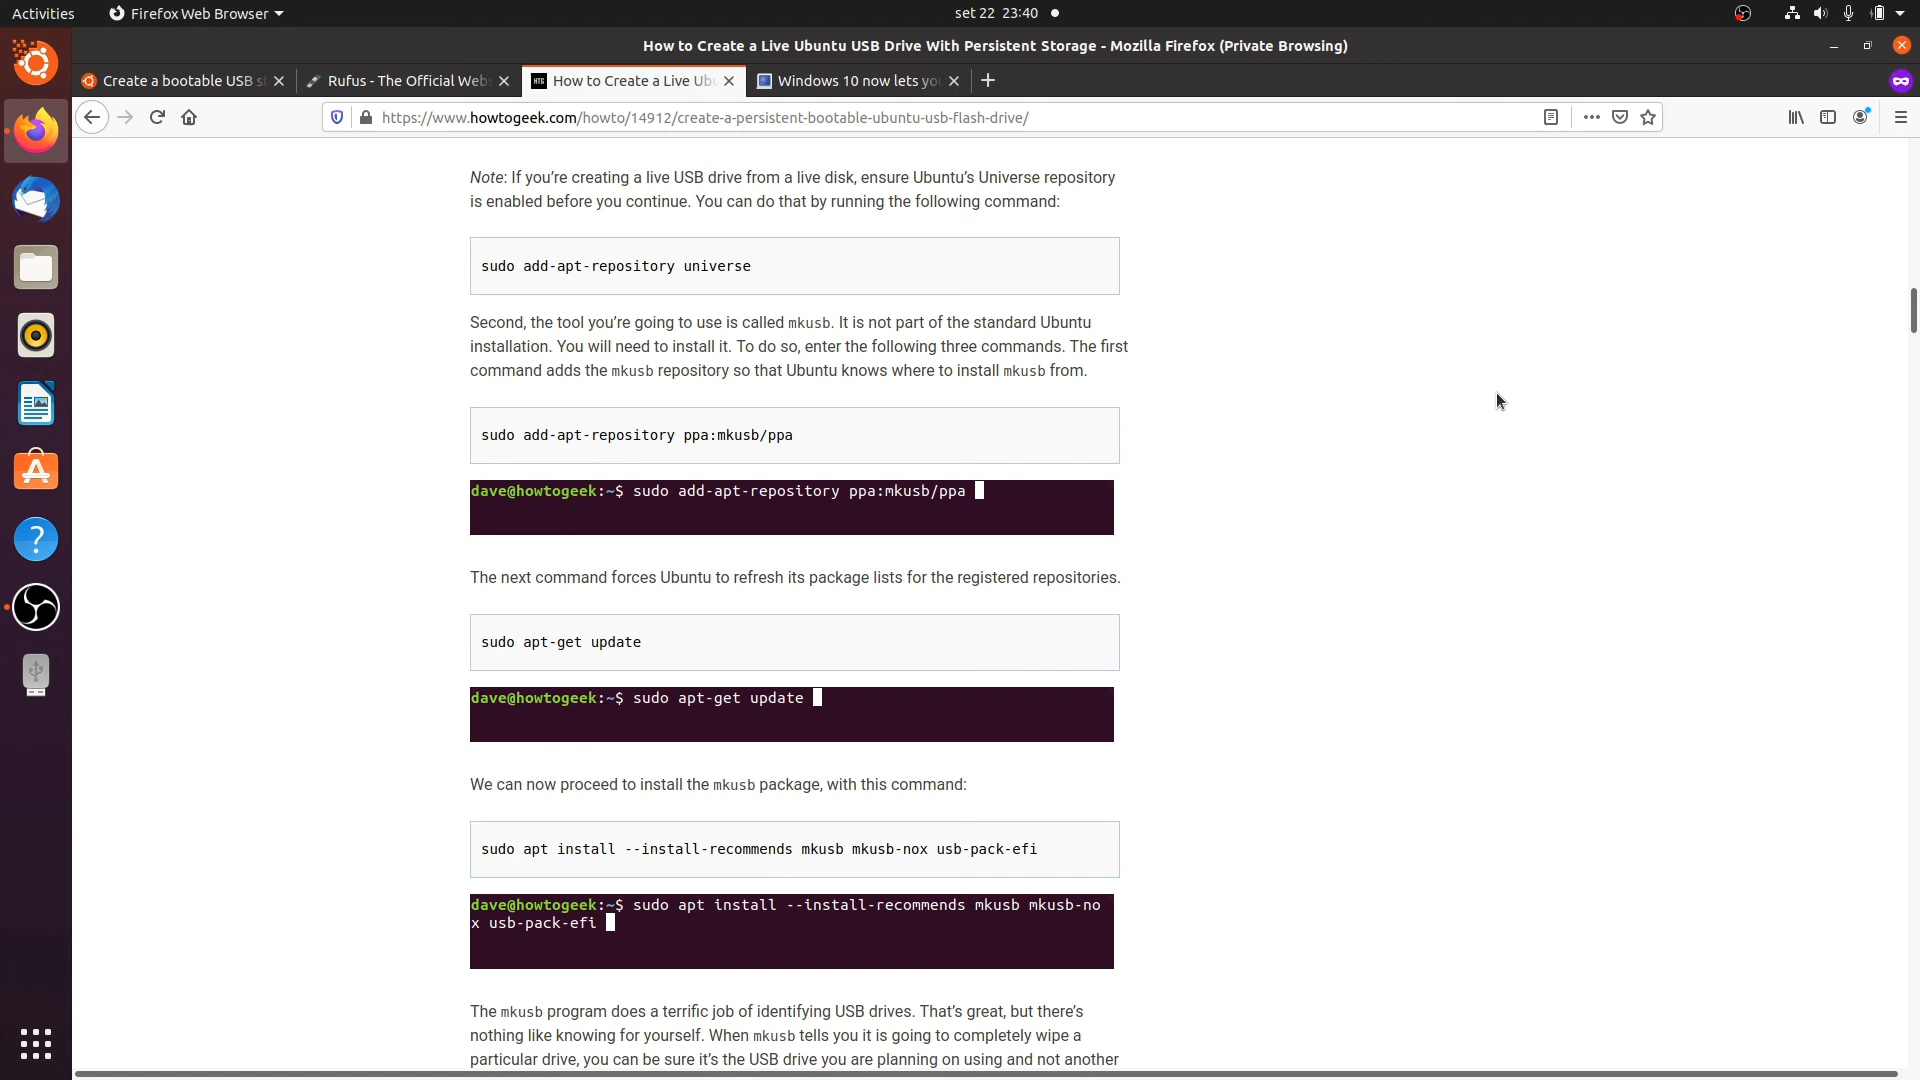 Activities
Firefox Web Browser
set 22 23:40
How to Create a Live Ubuntu USB Drive With Persistent Storage - Mozilla Firefox (Private Browsing)
Create a bootable USB s
Rufus - The Official Webs
HTG
How to Create a Live Ub
Windows 10 now lets yo
https://www.howtogeek.com/howto/14912/create-a-persistent-bootable-ubuntu-usb-flash-drive/
Note: If you’re creating a live USB drive from a live disk, ensure Ubuntu’s Universe repository
is enabled before you continue. You can do that by running the following command:
sudo add-apt-repository universe
Second, the tool you’re going to use is called mkusb. It is not part of the standard Ubuntu
installation. You will need to install it. To do so, enter the following three commands. The first
command adds the mkusb repository so that Ubuntu knows where to install mkusb from.
sudo add-apt-repository ppa:mkusb/ppa
dave@howtogeek:~$ sudo add-apt-repository ppa:mkusb/ppa
The next command forces Ubuntu to refresh its package lists for the registered repositories.
sudo apt-get update
dave@howtogeek:~$ sudo apt-get update
We can now proceed to install the mkusb package, with this command:
sudo apt install --install-recommends mkusb mkusb-nox usb-pack-efi
dave@howtogeek:~$ sudo apt install --install-recommends mkusb mkusb-no
x usb-pack-efi
The mkusb program does a terrific job of identifying USB drives. That’s great, but there’s
nothing like knowing for yourself. When mkusb tells you it is going to completely wipe a
particular drive, you can be sure it’s the USB drive you are planning on using and not another